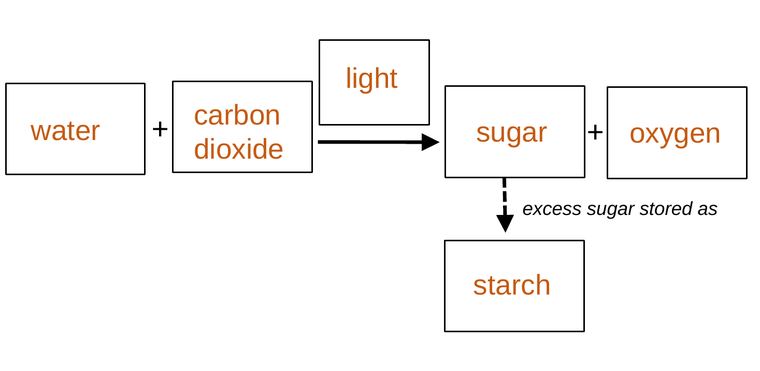 light
water + carbon dioxide sugar + oxygen
excess sugar stored as
starch